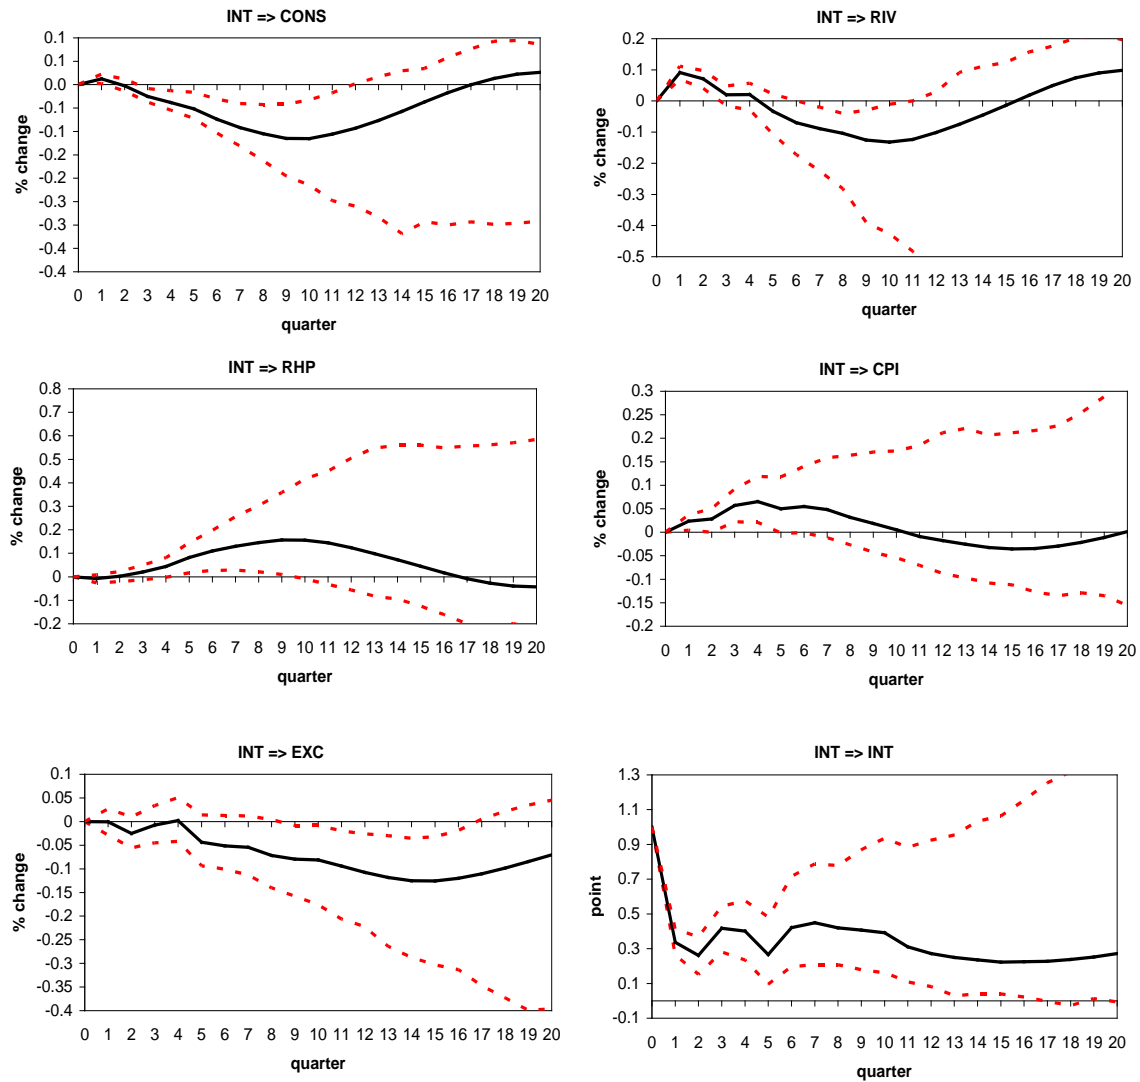 INT => CONS
0.1
0.1
0.0
-0.1
-0.1
-0.2
-0.2
-0.3
-0.3
-0.4
-0.4
% change
0 1 2 3 4 5 6 7 8 9 10 11 12 13 14 15 16 17 18 19 20
quarter
INT => RIV
0.2
0.1
0
-0.1
-0.2
-0.3
-0.4
-0.5
% change
0 1 2 3 4 5 6 7 8 9 10 11 12 13 14 15 16 17 18 19 20
quarter
INT => RHP
0.8
0.7
0.6
0.5
0.4
0.3
0.2
0.1
0
-0.1
-0.2
% change
0 1 2 3 4 5 6 7 8 9 10 11 12 13 14 15 16 17 18 19 20
quarter
INT => CPI
0.3
0.25
0.2
0.15
0.1
0.05
0
-0.05
-0.1
-0.15
-0.2
% change
0 1 2 3 4 5 6 7 8 9 10 11 12 13 14 15 16 17 18 19 20
quarter
INT => EXC
0.1
0.05
0
-0.05
-0.1
-0.15
-0.2
-0.25
-0.3
-0.35
-0.4
% change
0 1 2 3 4 5 6 7 8 9 10 11 12 13 14 15 16 17 18 19 20
quarter
INT => INT
1.3
1.1
0.9
0.7
0.5
0.3
0.1
-0.1
point
0 1 2 3 4 5 6 7 8 9 10 11 12 13 14 15 16 17 18 19 20
quarter